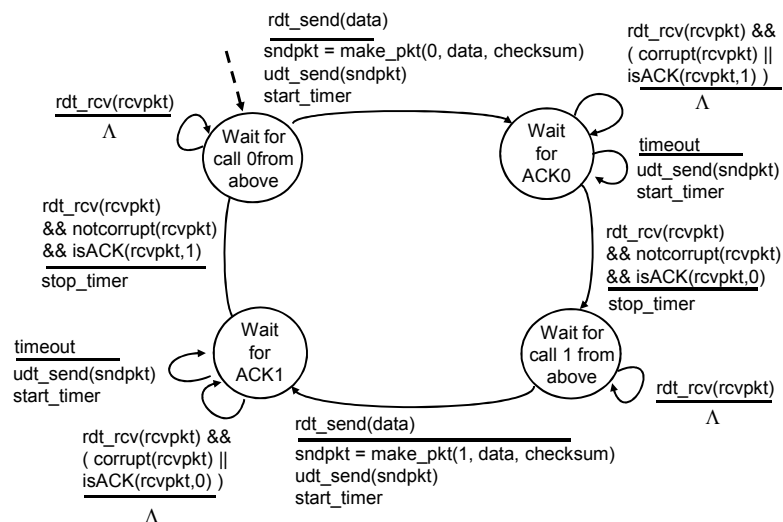 rdt_send(data)
sndpkt = make_pkt(0, data, checksum)
udt_send(sndpkt)
start_timer
rdt_rcv(rcvpkt) &&
( corrupt(rcvpkt) ||
isACK(rcvpkt,1) )
Λ
rdt_rcv(rcvpkt)
Λ
Wait for
call 0from
above
Wait
for
ACK0
timeout
udt_send(sndpkt)
start_timer
rdt_rcv(rcvpkt)
&& notcorrupt(rcvpkt)
&& isACK(rcvpkt,1)
stop_timer
rdt_rcv(rcvpkt)
&& notcorrupt(rcvpkt)
&& isACK(rcvpkt,0)
stop_timer
Wait
for
ACK1
Wait for
call 1 from
above
timeout
udt_send(sndpkt)
start_timer
rdt_rcv(rcvpkt)
Λ
rdt_send(data)
sndpkt = make_pkt(1, data, checksum)
udt_send(sndpkt)
start_timer
rdt_rcv(rcvpkt) &&
( corrupt(rcvpkt) ||
isACK(rcvpkt,0) )
Λ